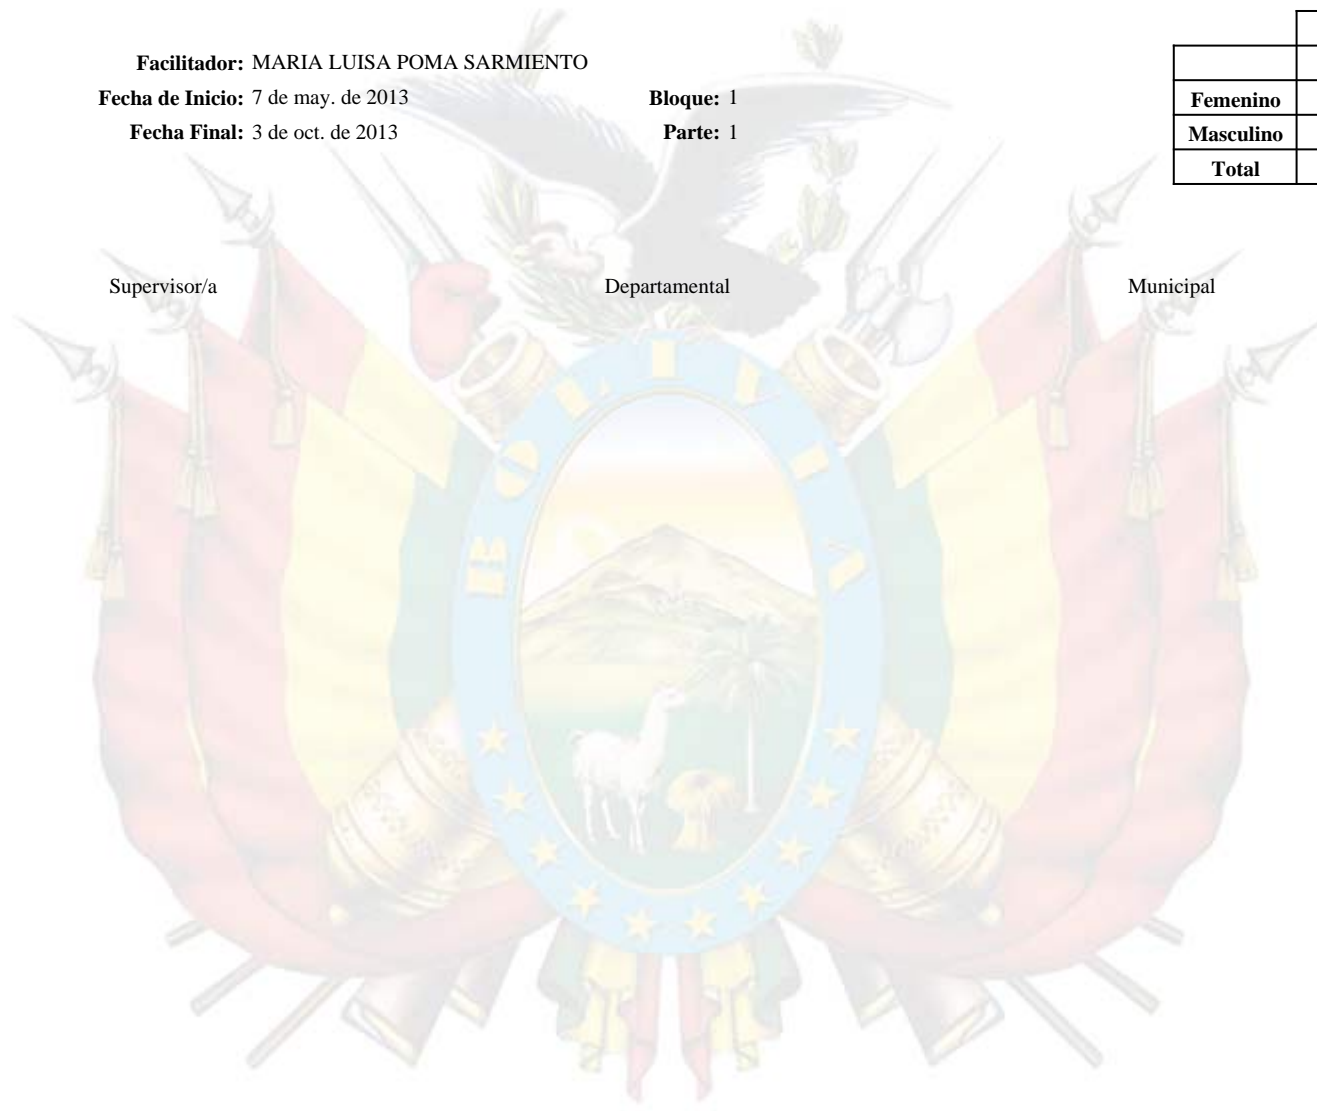 Facilitador: MARIA LUISA POMA SARMIENTO
Fecha de Inicio: 7 de may. de 2013 Bloque: 1
Fecha Final: 3 de oct. de 2013 Parte: 1
Femenino
Masculino
Total
Supervisor/a Departamental Municipal
BOLIVIA